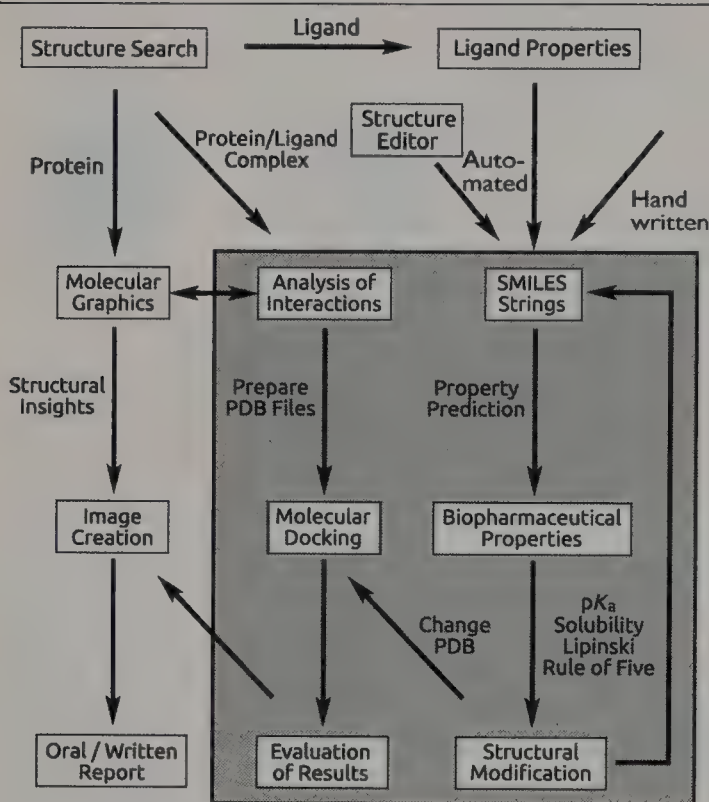 Ligand
Structure Search
Ligand Properties
Protein
Protein/Ligand
Complex
Structure
Editor
Auto-
mated
Hand
written
Molecular
Graphics
Analysis of
Interactions
SMILES
Strings
Structural
Insights
Prepare
PDB Files
Property
Prediction
Image
Creation
Molecular
Docking
Biopharmaceutical
Properties
Change
PDB
pKa
Solubility
Lipinski
Rule of Five
Oral / Written
Report
Evaluation
of Results
Structural
Modification